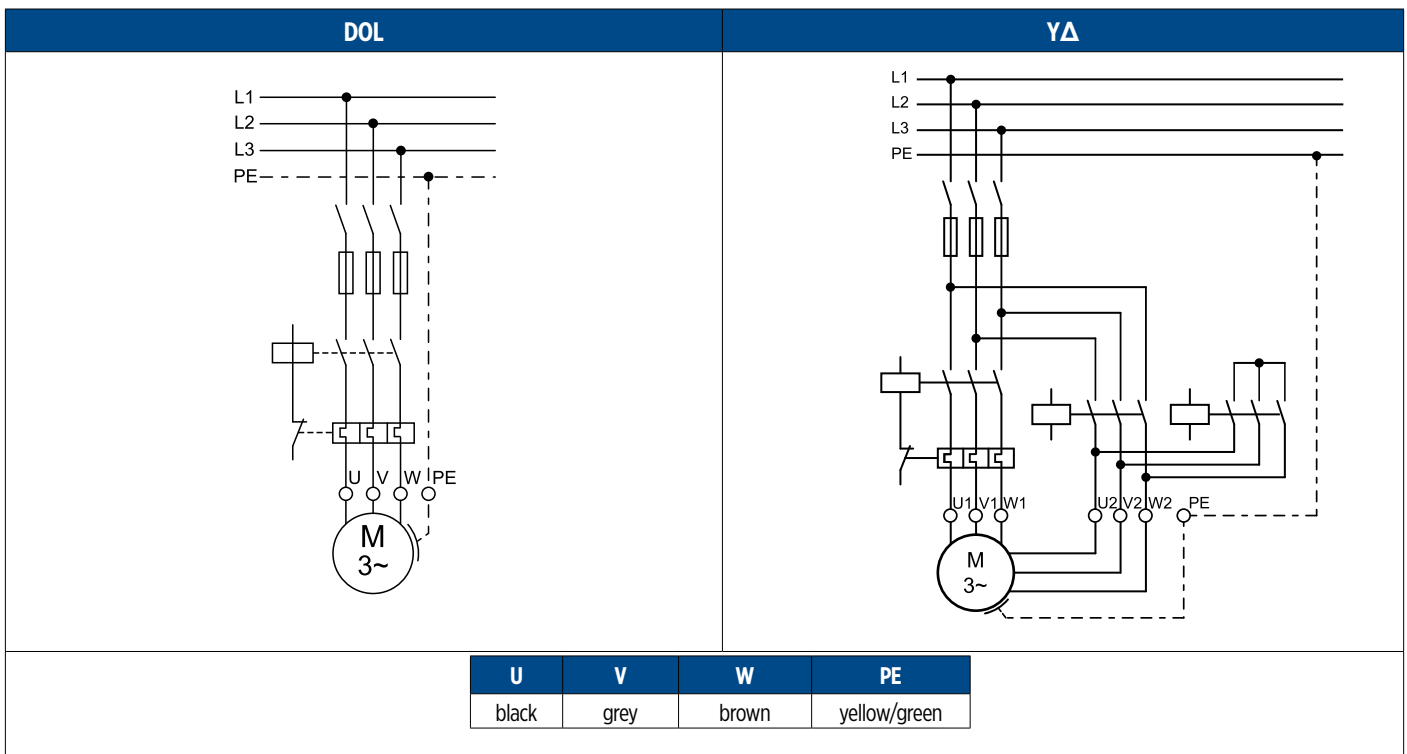 DOL
YΔ
L1
L2
L3
PE
U V W PE
M
3~
L1
L2
L3
PE
U1 V1 W1 U2 V2 W2 PE
M
3~
U V W PE
black grey brown yellow/green